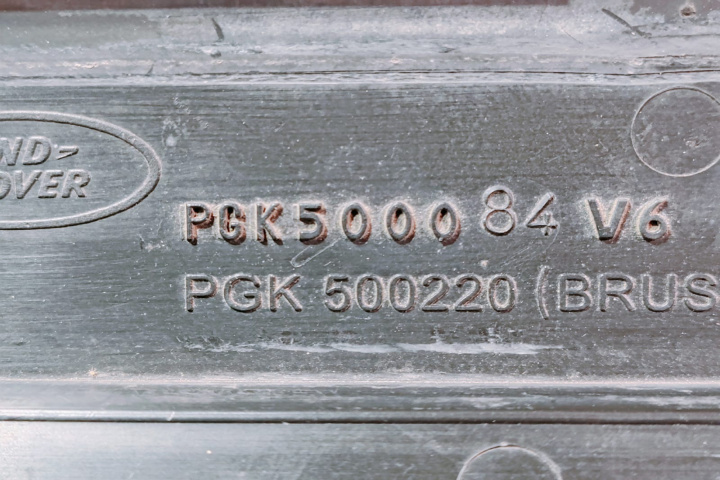 ND-
OVER
PGK500084 V6
PGK 500220 (BRUS